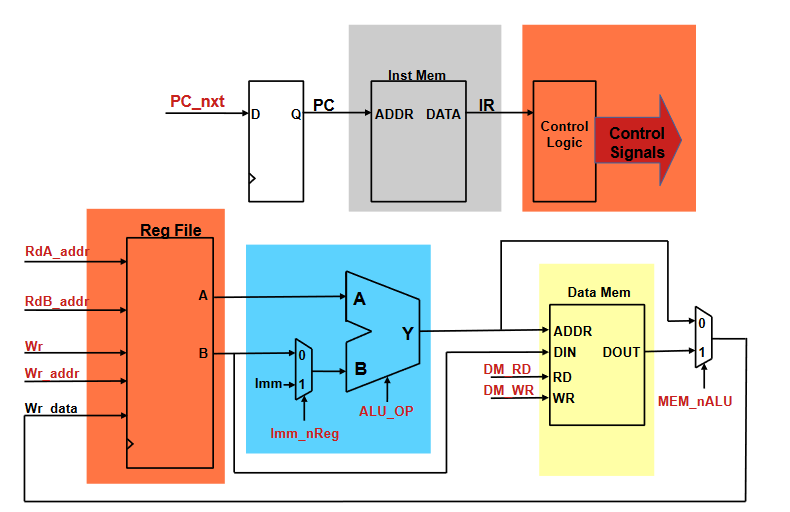 Inst Mem
PC_nxt
D
Q
PC
ADDR
DATA
IR
Control
Logic
Control
Signals
Reg File
RdA_addr
RdB_addr
Wr
Wr_addr
Wr_data
A
B
0
Imm
1
Imm_nReg
A
B
Y
ALU_OP
Data Mem
ADDR
DIN
DOUT
DM_RD
RD
DM_WR
WR
0
1
MEM_nALU